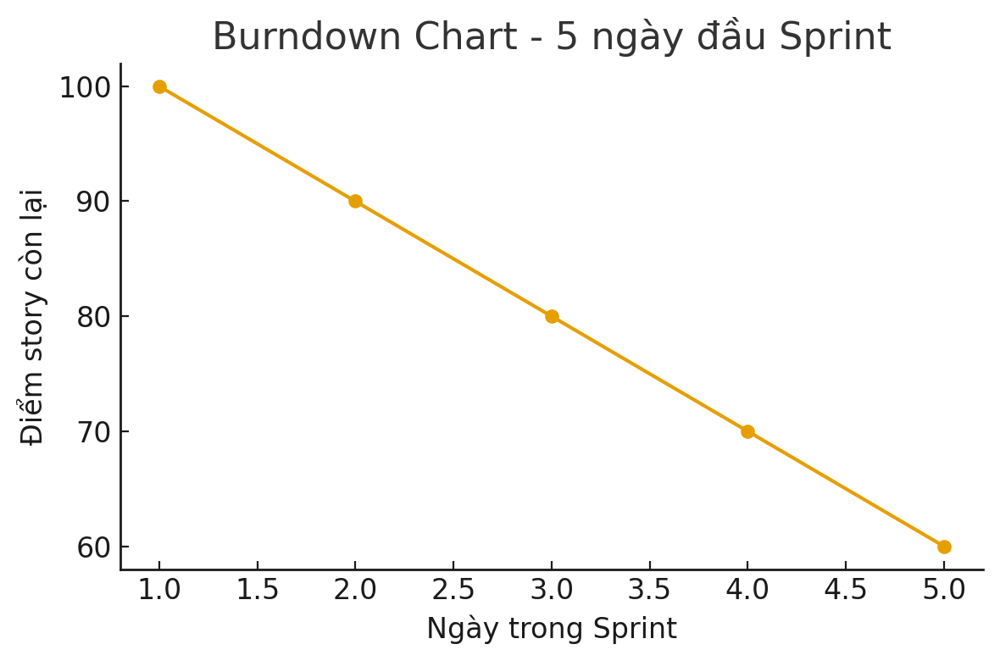 Burndown Chart - 5 ngày đầu Sprint
Điểm story còn lại
100
90
80
70
60
1.0 1.5 2.0 2.5 3.0 3.5 4.0 4.5 5.0
Ngày trong Sprint